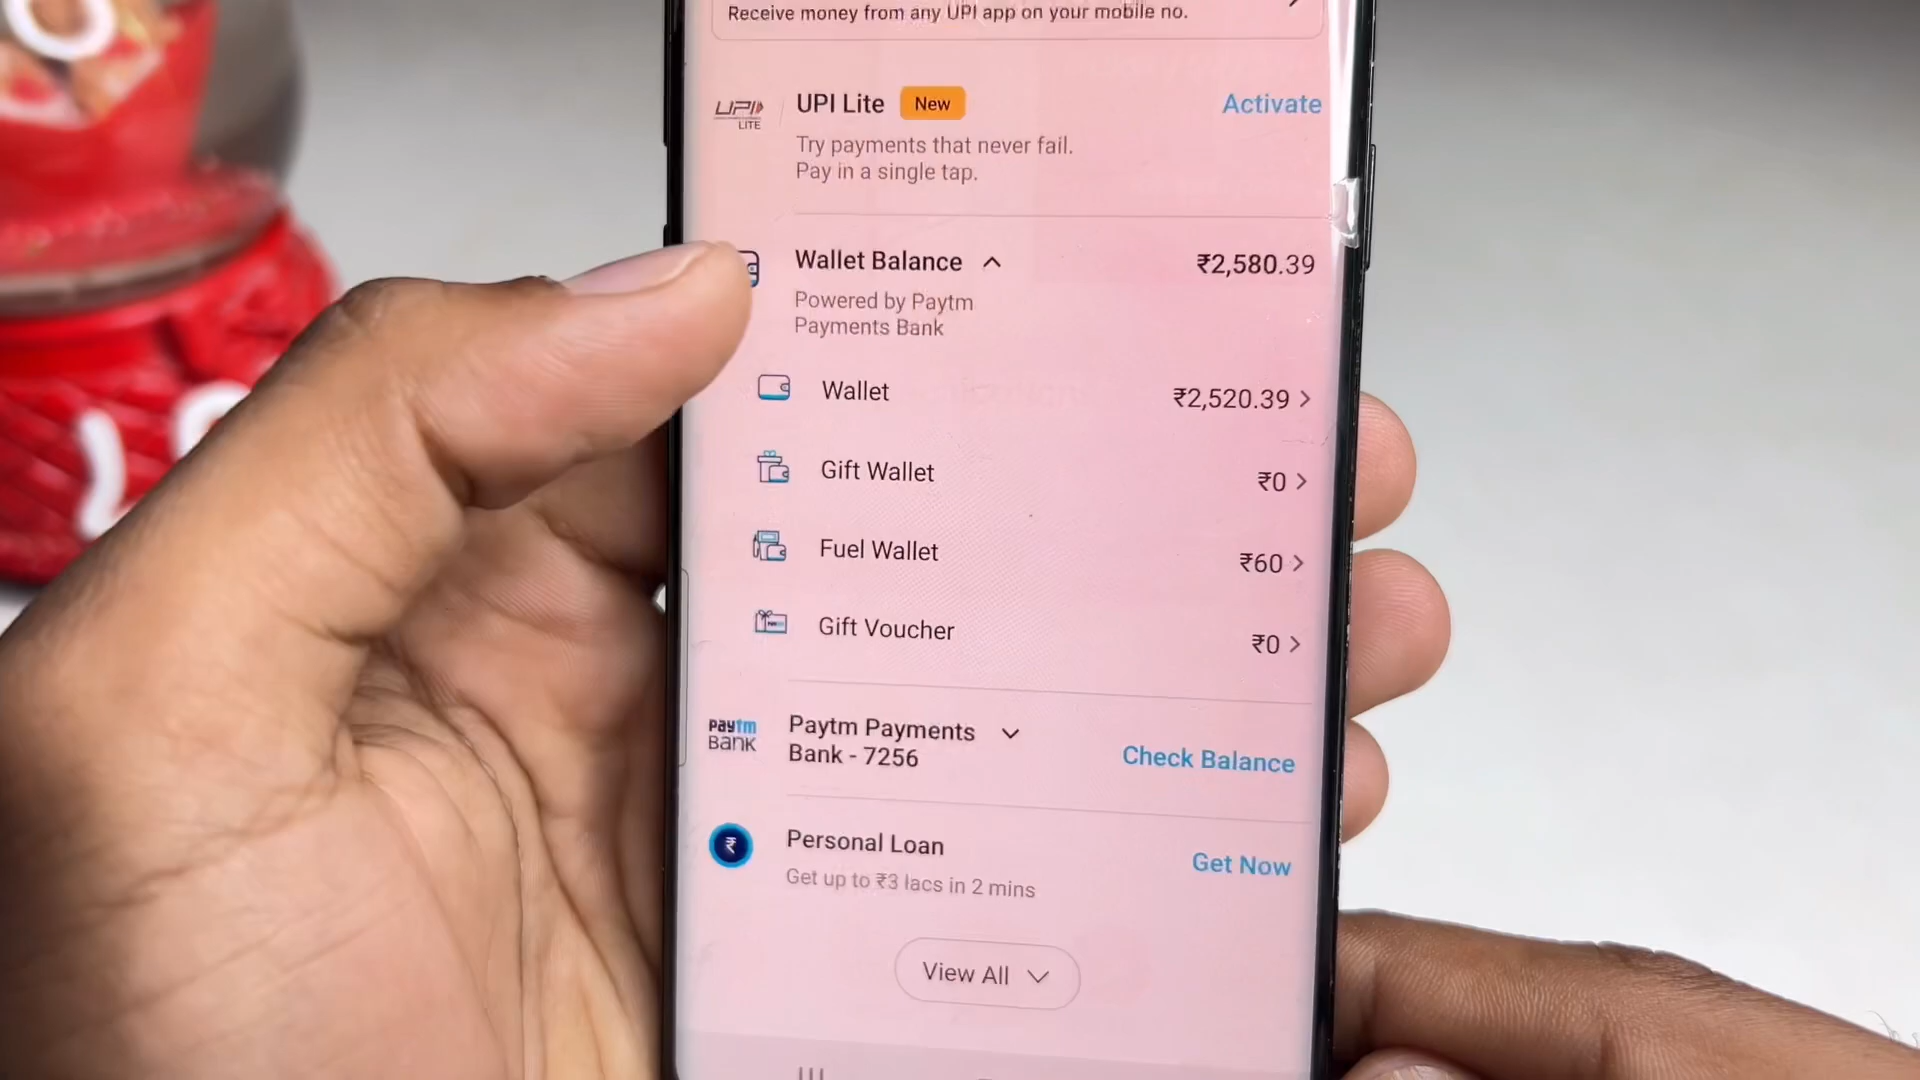 Receive money from any UPI app on your mobile no.
UPI LITE
UPI Lite New Activate
Try payments that never fail.
Pay in a single tap.
Wallet Balance ₹2,580.39
Powered by Paytm
Payments Bank
Wallet ₹2,520.39
Gift Wallet ₹0
Fuel Wallet ₹60
Gift Voucher ₹0
paytm BANK
Paytm Payments
Bank - 7256
Check Balance
₹
Personal Loan
Get up to ₹3 lacs in 2 mins
Get Now
View All